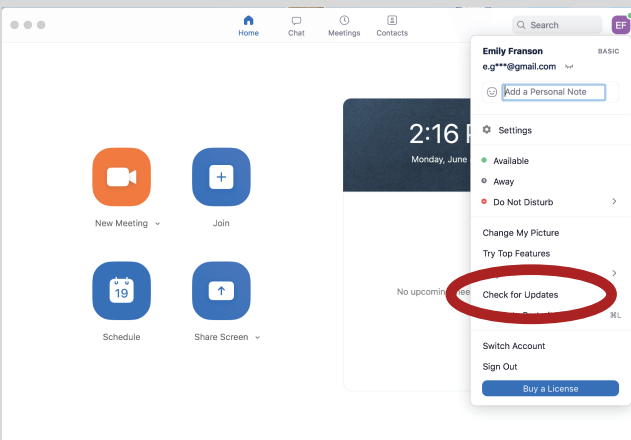 Home
Chat
Meetings
Contacts
Search
EF
Emily Franson
BASIC
e.g***@gmail.com
Add a Personal Note
Settings
Available
Away
Do Not Disturb
Change My Picture
Try Top Features
Check for Updates
⌘L
Switch Account
Sign Out
Buy a License
2:16
Monday, June
New Meeting
Join
19
Schedule
Share Screen
No upcoming